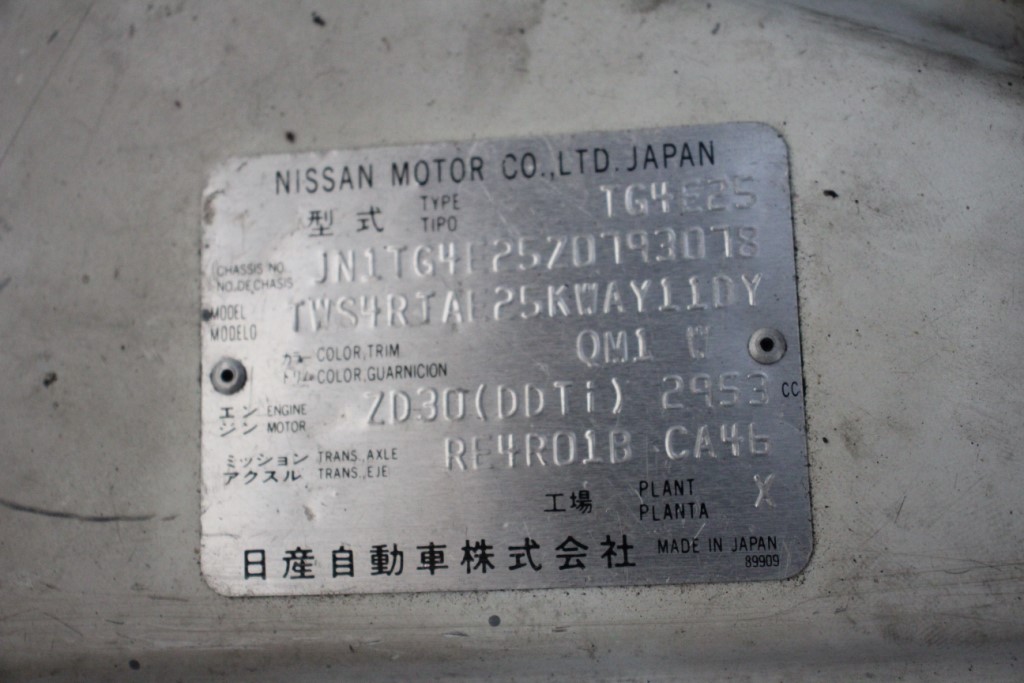 NISSAN MOTOR CO.,LTD. JAPAN
型式 TYPE TIPO TG4E25
CHASSIS NO. NO.DE.CHASIS JN1TG4E25Z0793078
MODEL MODELO TWS4RTAE25KWAY11DY
カラー トリム COLOR,TRIM. COLOR,GUARNICION QM1 W
エンジン ENGINE MOTOR ZD30(DDTi) 2953 CC
ミッション TRANS.,AXLE アクスル TRANS.,EJE RE4R01B CA46
工場 PLANT PLANTA X
日産自動車株式会社 MADE IN JAPAN
89909